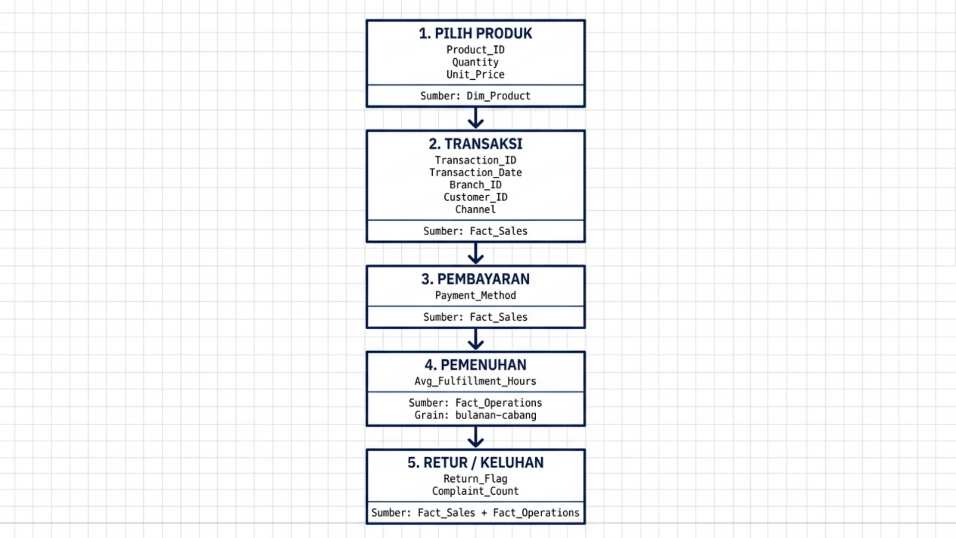 1. PILIH PRODUK
Product_ID
Quantity
Unit_Price
Sumber: Dim_Product
2. TRANSAKSI
Transaction_ID
Transaction_Date
Branch_ID
Customer_ID
Channel
Sumber: Fact_Sales
3. PEMBAYARAN
Payment_Method
Sumber: Fact_Sales
4. PEMENUHAN
Avg_Fulfillment_Hours
Sumber: Fact_Operations
Grain: bulanan-cabang
5. RETUR / KELUHAN
Return_Flag
Complaint_Count
Sumber: Fact_Sales + Fact_Operations